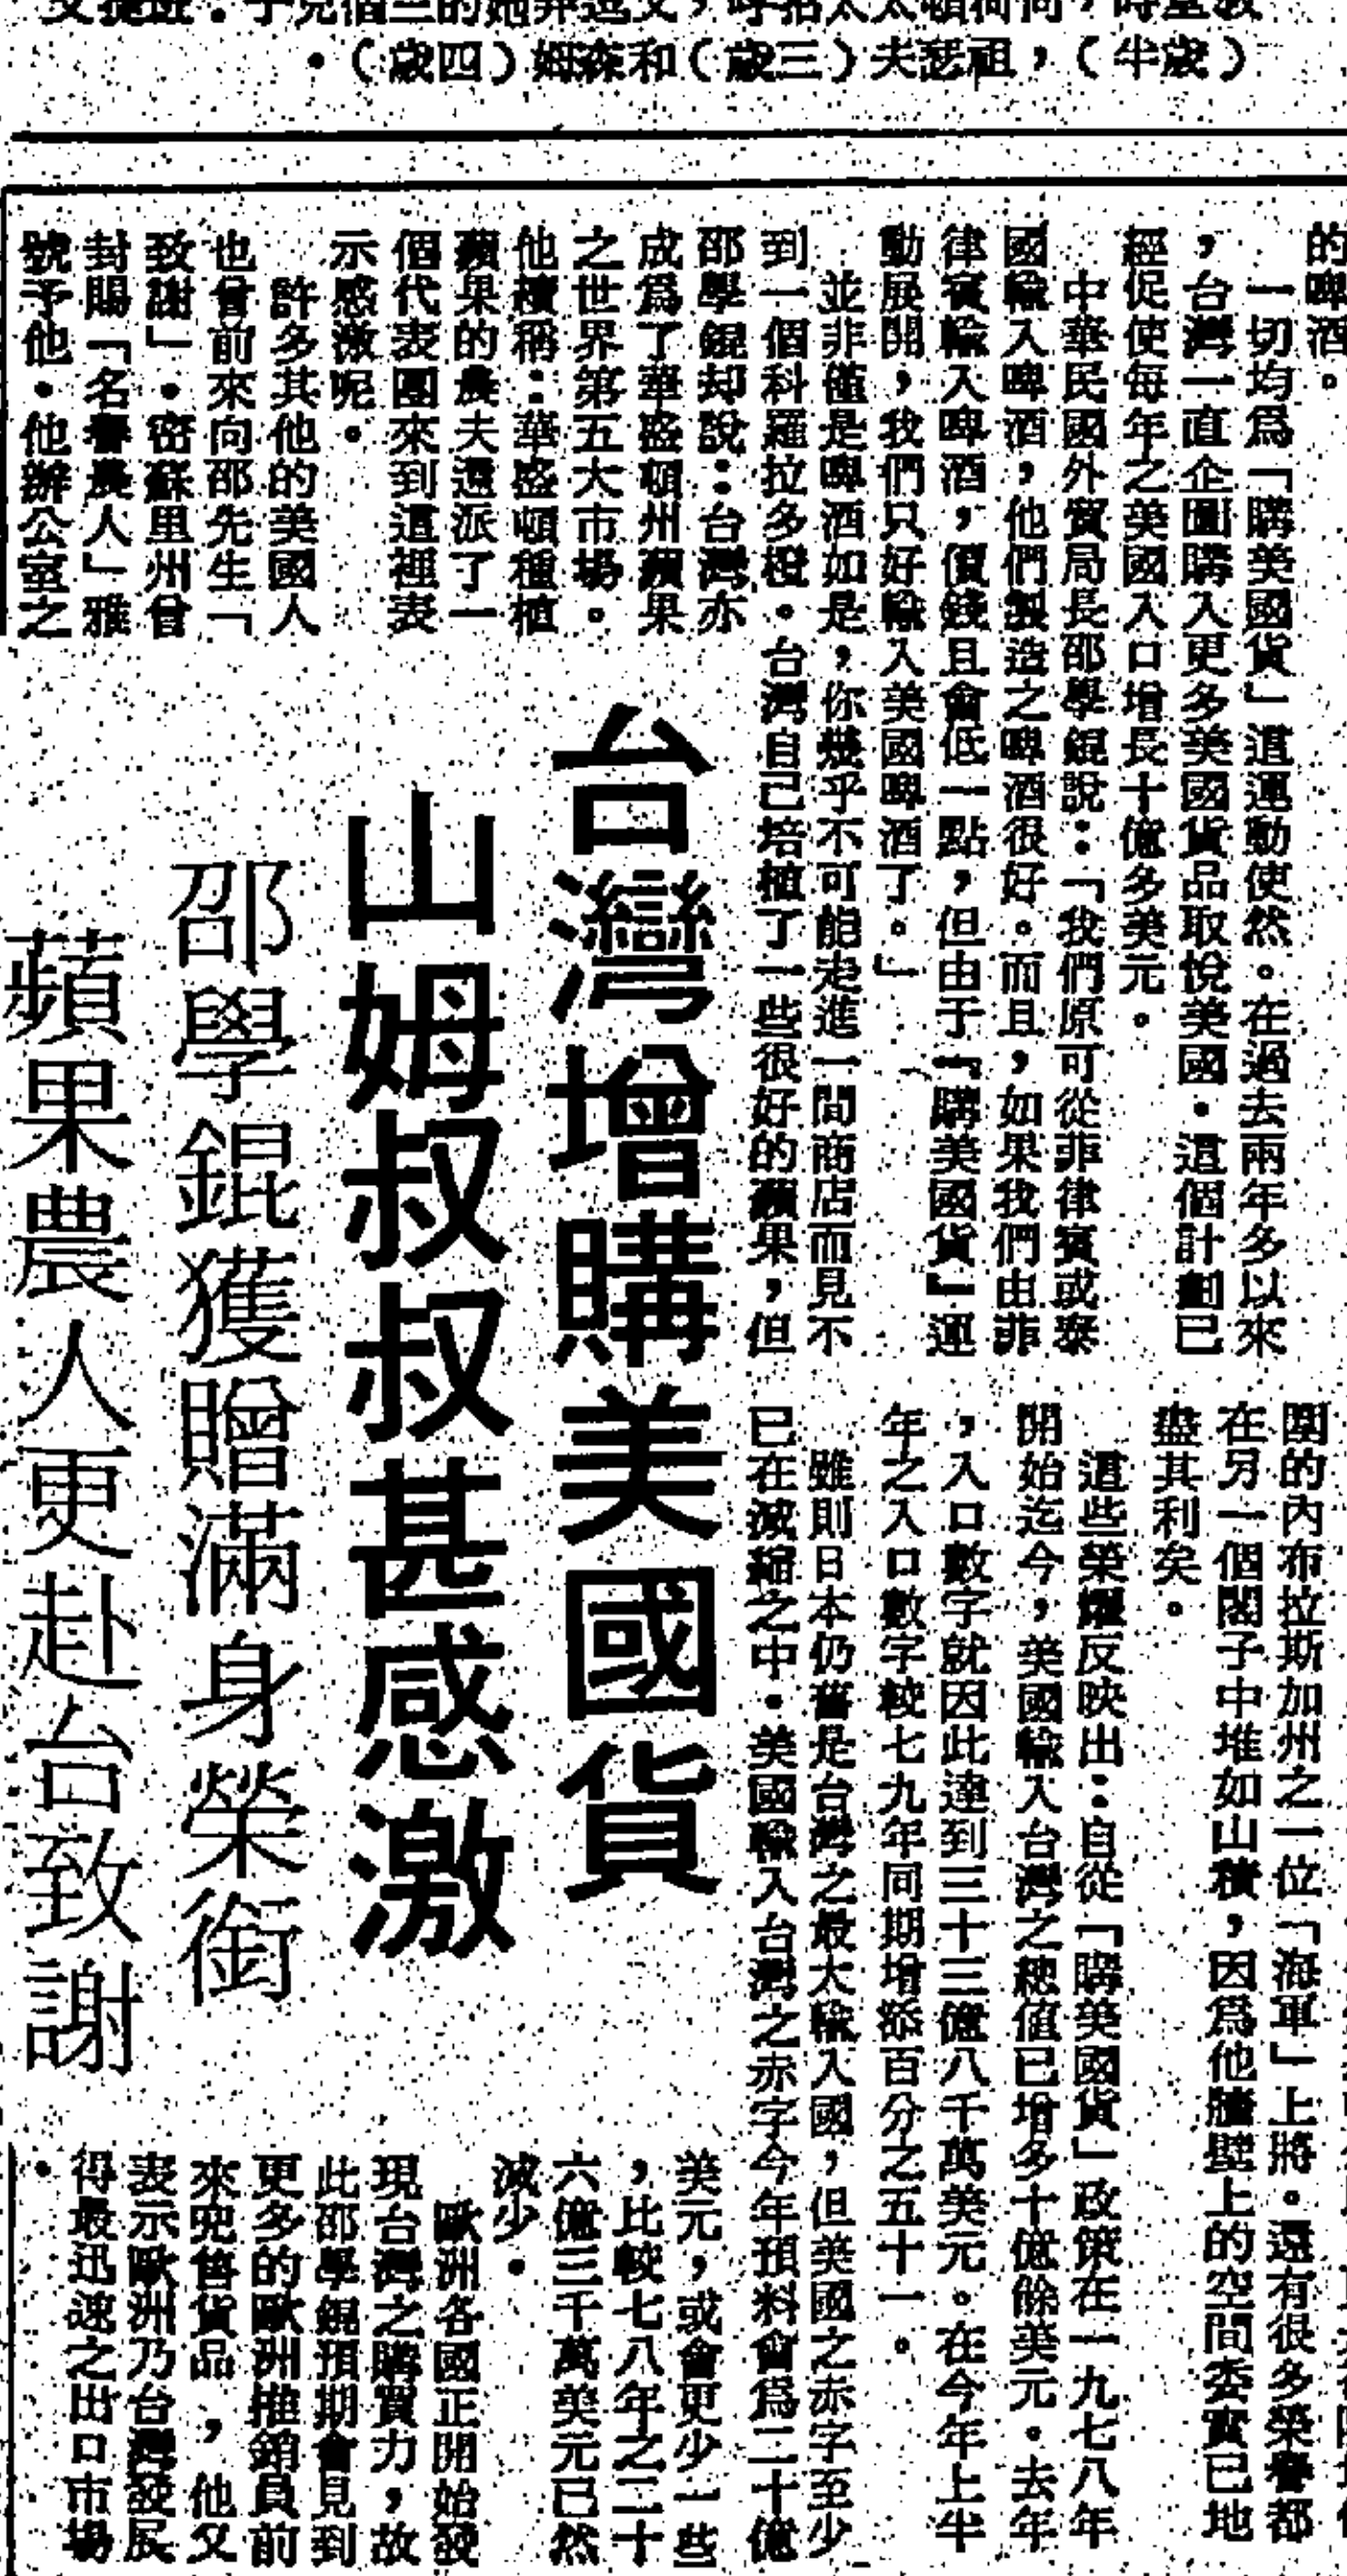 （歲半），祖瑟夫（三歲）和森姆（四歲）．
台灣增購美國貨
山姆叔叔甚感激
邵學錕獲贈滿身榮銜
蘋果農人更赴台致謝
的啤酒。
一切均爲「購美國貨」這運動使然。在過去兩年多以來
，台灣一直企圖購入更多美國貨品取悅美國．這個計劃已
經促使每年之美國入口增長十億多美元。
中華民國外貿局長邵學錕說：「我們原可從菲律賓或泰
國輸入啤酒，他們製造之啤酒很好。而且，如果我們由菲
律賓輸入啤酒，價錢且會低一點，但由于『購美國貨』運
動展開，我們只好輸入美國啤酒了。」
並非僅是啤酒如是，你幾乎不可能走進一間商店而見不
到一個科羅拉多橙。台灣自己培植了一些很好的蘋果，但
邵學錕却說：台灣亦
成爲了華盛頓州蘋果
之世界第五大市場。
他續稱：華盛頓種植
蘋果的農夫還派了一
個代表團來到這裡表
示感激呢。
許多其他的美國人
也曾前來向邵先生「
致謝」．密蘇里州曾
封賜「名譽農人」雅
號予他．他辦公室之
圍的內布拉斯加州之一位「海軍」上將．還有很多榮譽都
在另一個閣子中堆如山積，因爲他牆壁上的空間委實已地
盡其利矣。
這些榮耀反映出：自從「購美國貨」政策在一九七八年
開始迄今，美國輸入台灣之總值已增多十億餘美元．去年
，入口數字就因此達到三十三億八千萬美元。在今年上半
年之入口數字較七九年同期增添百分之五十一。
雖則日本仍舊是台灣之最大輸入國，但美國之赤字至少
已在減縮之中．美國輸入台灣之赤字今年預料會爲二十億
美元，或會更少一些
，比較七八年之二十
六億三千萬美元已然
減少．
歐洲各國正開始發
現台灣之購買力，故
此邵學錕預期會見到
更多的歐洲推銷員前
來兜售貨品，他又
表示歐洲乃台灣發展
得最迅速之出口市場
．